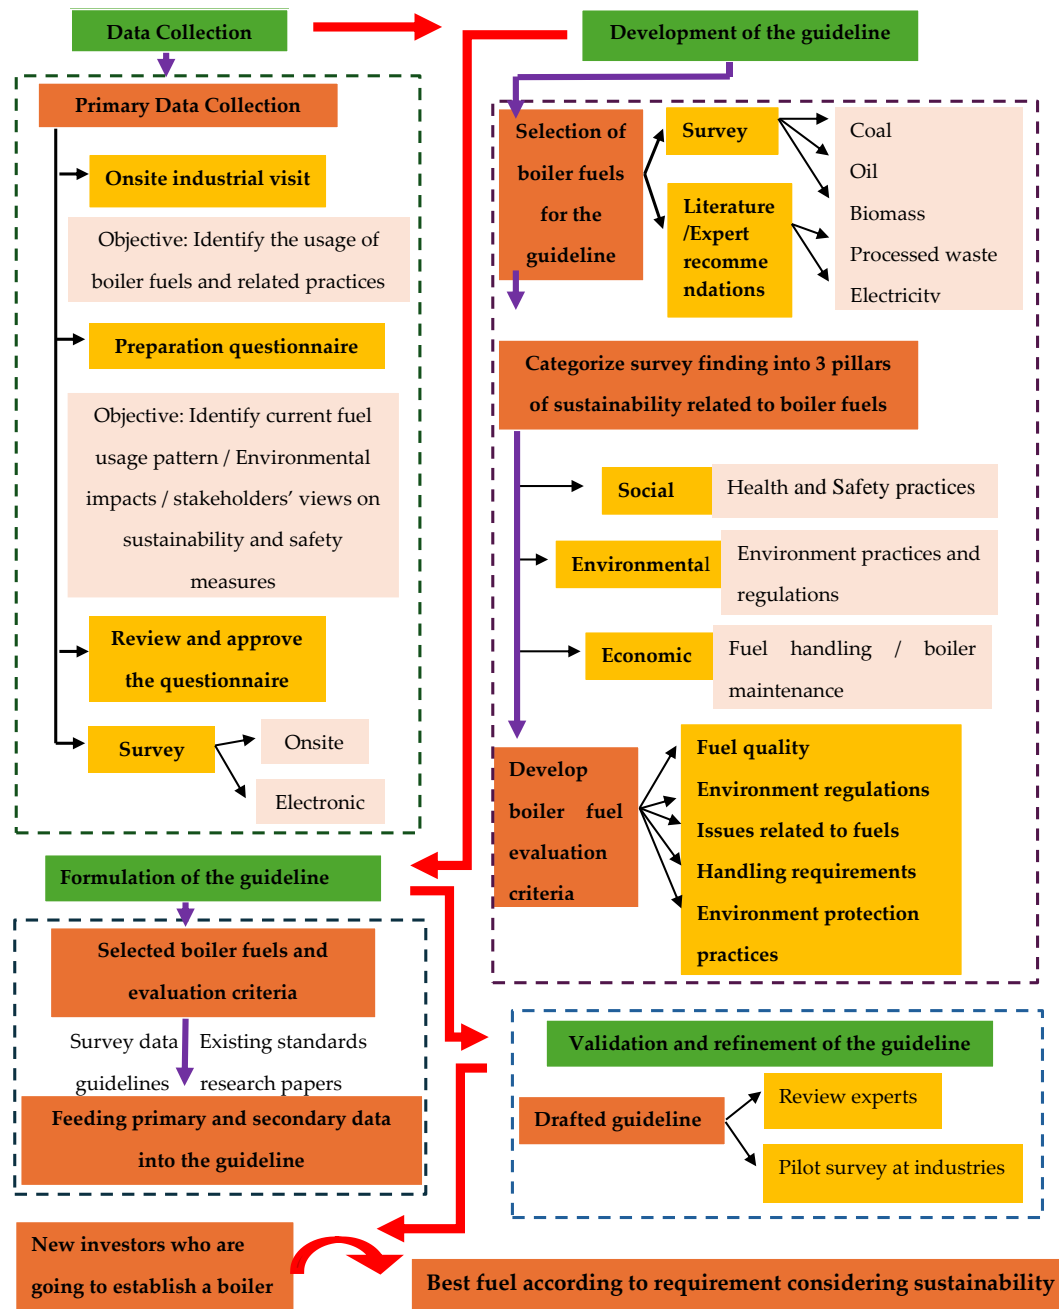 Data Collection
Primary Data Collection
Onsite industrial visit
Objective: Identify the usage of
boiler fuels and related practices
Preparation questionnaire
Objective: Identify current fuel
usage pattern / Environmental
impacts / stakeholders’ views on
sustainability and safety
measures
Review and approve
the questionnaire
Survey
Onsite
Electronic
Development of the guideline
Selection of
boiler fuels
for the
guideline
Survey
Literature
/Expert
recomme
ndations
Coal
Oil
Biomass
Processed waste
Electricity
Categorize survey finding into 3 pillars
of sustainability related to boiler fuels
Social
Health and Safety practices
Environmental
Environment practices and
regulations
Economic
Fuel handling / boiler
maintenance
Develop
boiler fuel
evaluation
criteria
Fuel quality
Environment regulations
Issues related to fuels
Handling requirements
Environment protection
practices
Formulation of the guideline
Selected boiler fuels and
evaluation criteria
Survey data
guidelines
Existing standards
research papers
Feeding primary and secondary data
into the guideline
Validation and refinement of the guideline
Drafted guideline
Review experts
Pilot survey at industries
New investors who are
going to establish a boiler
Best fuel according to requirement considering sustainability